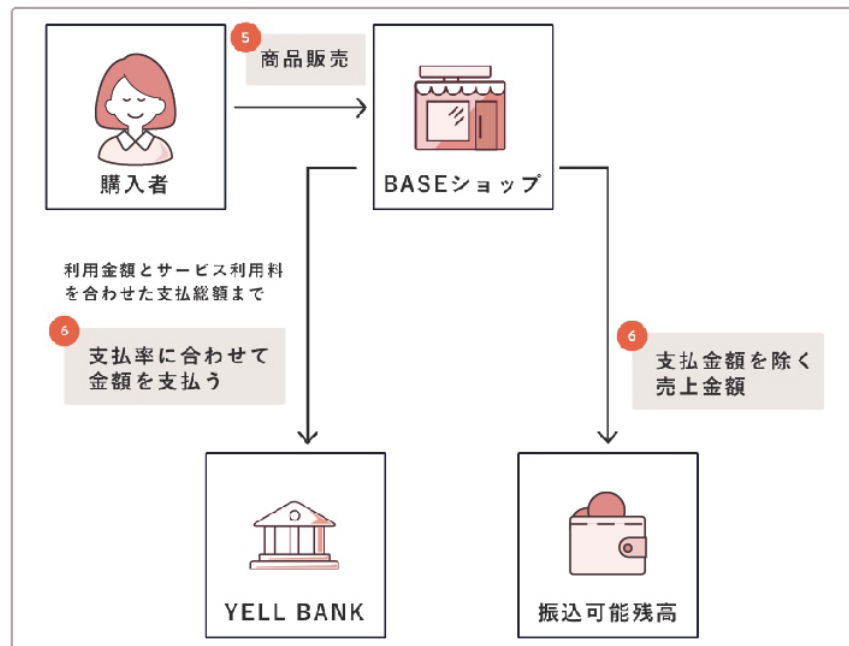 5
商品販売
購入者
BASEショップ
利用金額とサービス利用料
を合わせた支払総額まで
6
支払率に合わせて
金額を支払う
6
支払金額を除く
売上金額
YELL BANK
振込可能残高